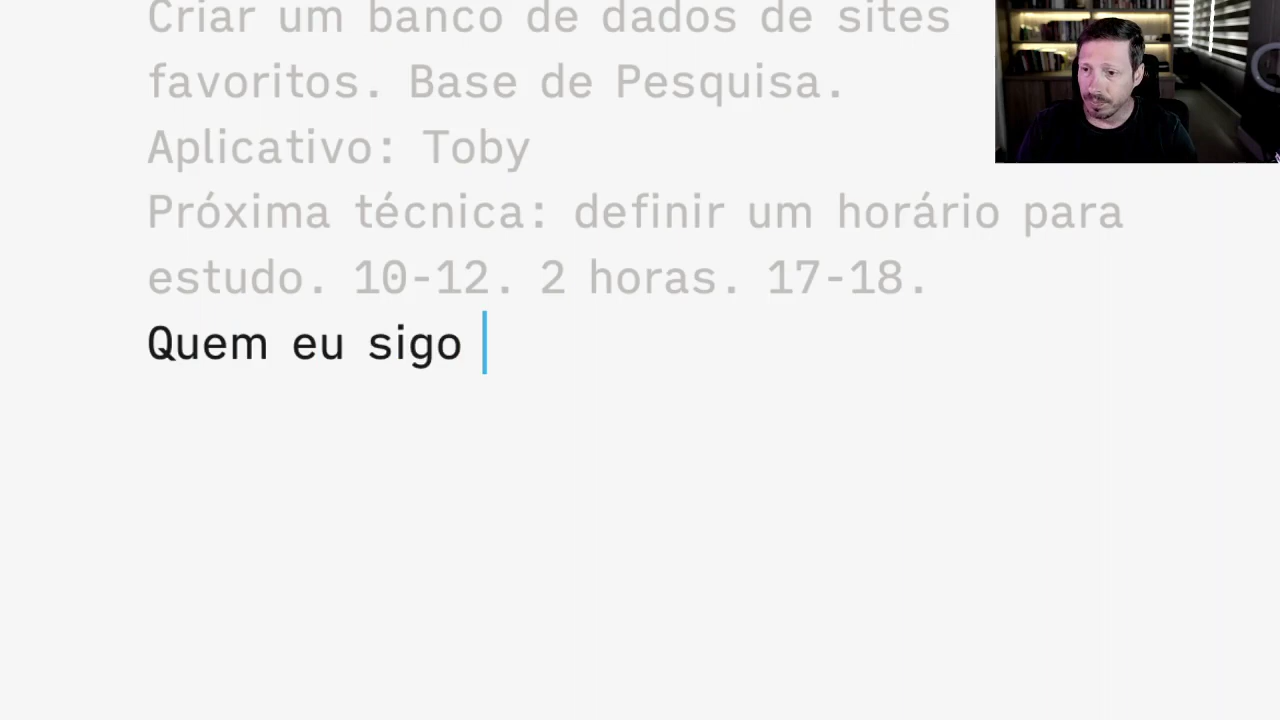 Criar um banco de dados de sites
favoritos. Base de Pesquisa.
Aplicativo: Toby
Próxima técnica: definir um horário para
estudo. 10-12. 2 horas. 17-18.
Quem eu sigo